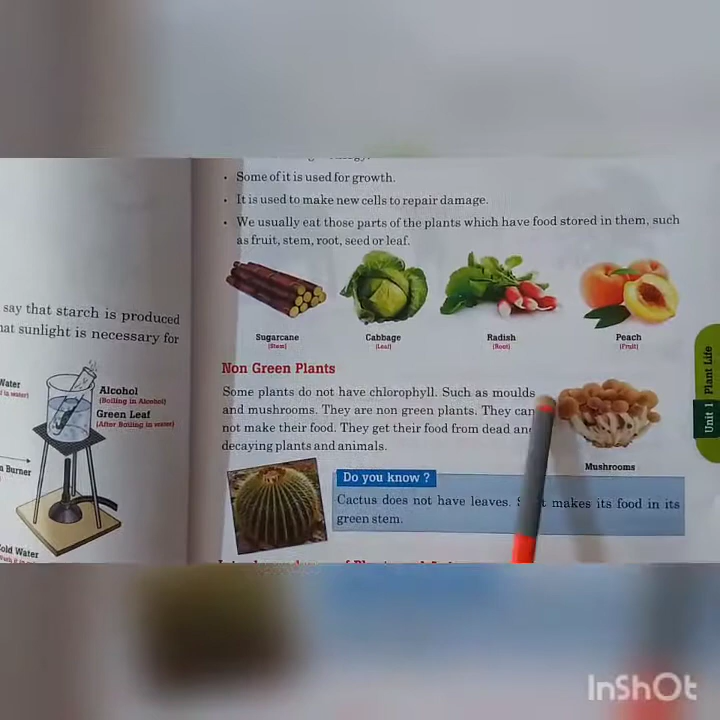 say that starch is produced
sunlight is necessary for
Water
Alcohol
(Boiling in Alcohol)
Green Leaf
(After Boiling in water)
Burner
Cold Water
• Some of it is used for growth.
• It is used to make new cells to repair damage.
• We usually eat those parts of the plants which have food stored in them, such
as fruit, stem, root, seed or leaf.
Sugarcane
(Stem)
Cabbage
(Leaf)
Radish
(Root)
Peach
(Fruit)
Non Green Plants
Some plants do not have chlorophyll. Such as moulds
and mushrooms. They are non green plants. They can
not make their food. They get their food from dead and
decaying plants and animals.
Mushrooms
Do you know ?
Cactus does not have leaves. makes its food in its
green stem.
Unit 1 Plant Life
InShOt